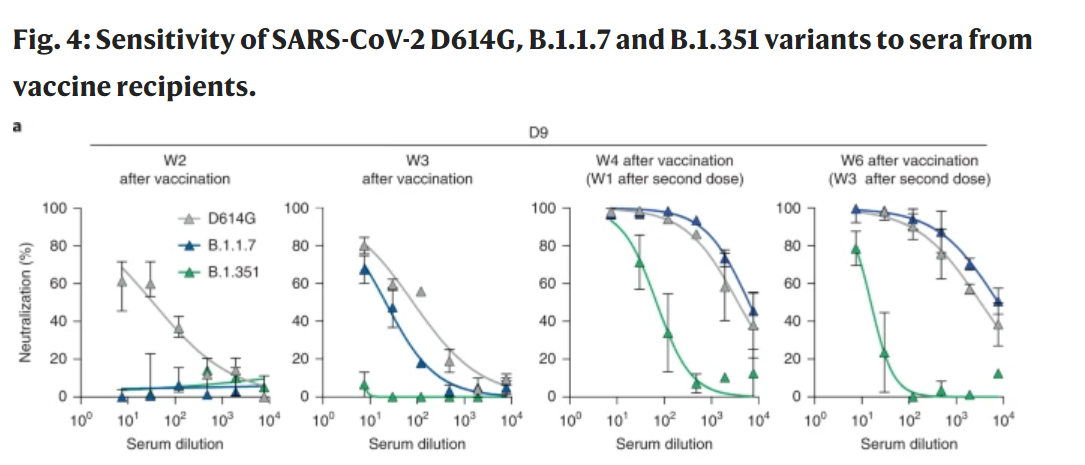 Fig. 4: Sensitivity of SARS-CoV-2 D614G, B.1.1.7 and B.1.351 variants to sera from
vaccine recipients.
a
D9
W2
after vaccination
W3
after vaccination
W4 after vaccination
(W1 after second dose)
W6 after vaccination
(W3 after second dose)
Neutralization (%)
100
80
60
40
20
0
D614G
B.1.1.7
B.1.351
10⁰ 10¹ 10² 10³ 10⁴
Serum dilution
100
80
60
40
20
0
10⁰ 10¹ 10² 10³ 10⁴
Serum dilution
100
80
60
40
20
0
10⁰ 10¹ 10² 10³ 10⁴
Serum dilution
100
80
60
40
20
0
10⁰ 10¹ 10² 10³ 10⁴
Serum dilution